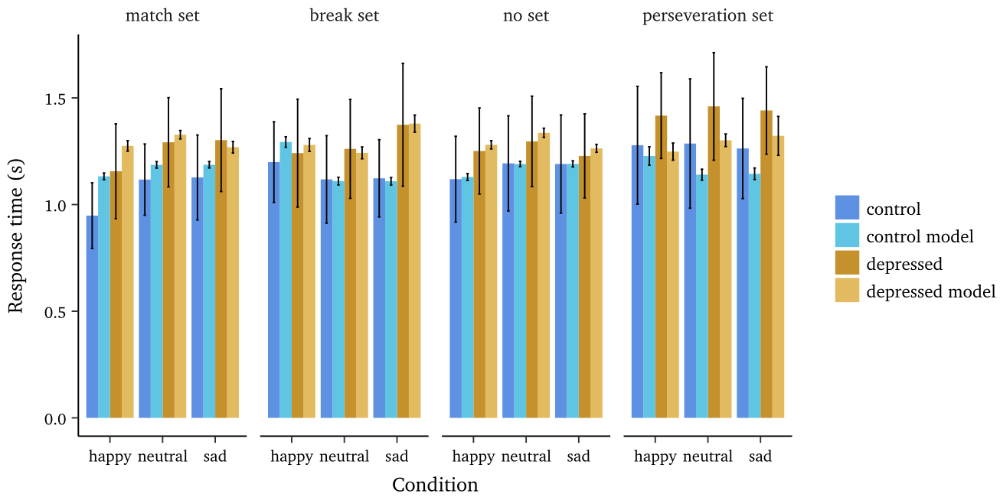 match set
break set
no set
perseveration set
Response time (s)
1.5
1.0
0.5
0.0
happy neutral sad
happy neutral sad
happy neutral sad
happy neutral sad
Condition
control
control model
depressed
depressed model